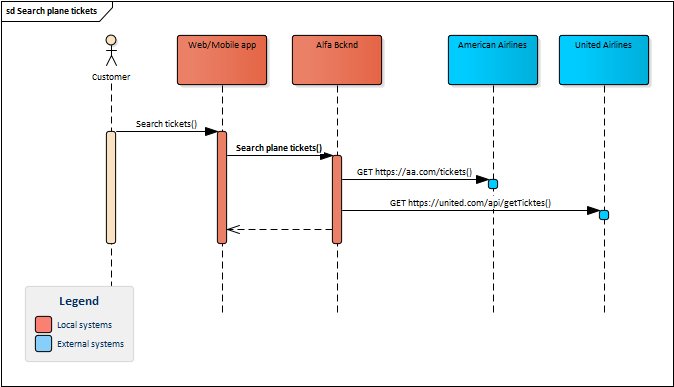 sd Search plane tickets
Web/Mobile app
Alfa Bcknd
American Airlines
United Airlines
Customer
Search tickets()
Search plane tickets()
GET https://aa.com/tickets()
GET https://united.com/api/getTicktes()
Legend
Local systems
External systems